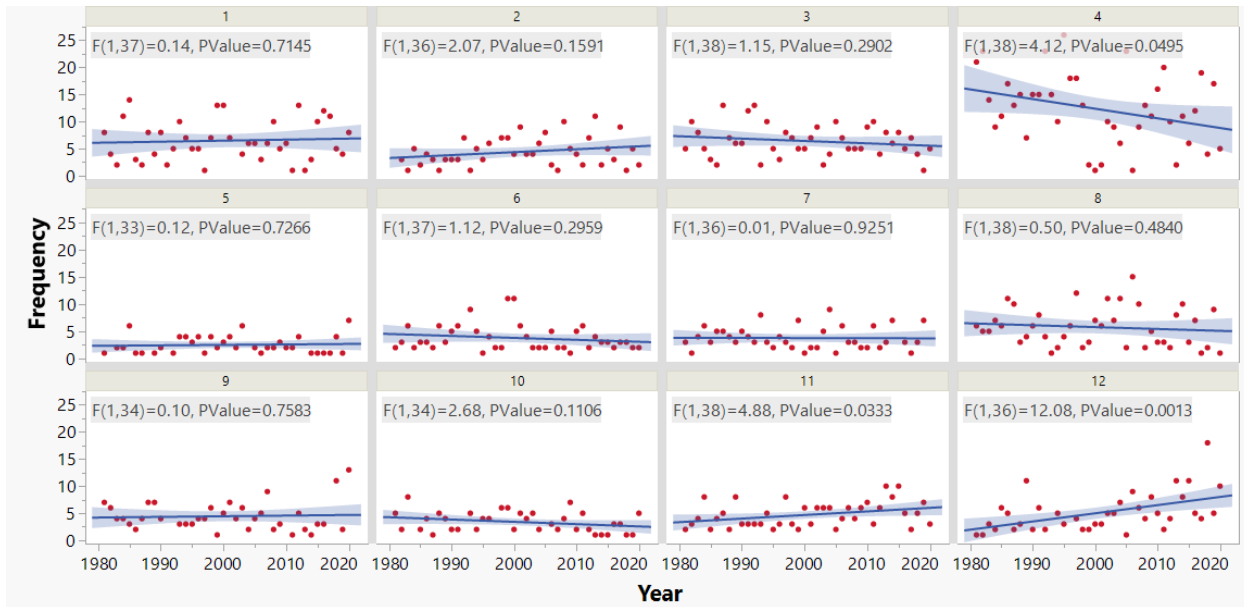 1 2 3 4
F(1,37)=0.14, PValue=0.7145 F(1,36)=2.07, PValue=0.1591 F(1,38)=1.15, PValue=0.2902 F(1,38)=4.12, PValue=0.0495
25
20
15
10
5
0
5 6 7 8
F(1,33)=0.12, PValue=0.7266 F(1,37)=1.12, PValue=0.2959 F(1,36)=0.01, PValue=0.9251 F(1,38)=0.50, PValue=0.4840
25
20
15
10
5
0
Frequency
9 10 11 12
F(1,34)=0.10, PValue=0.7583 F(1,34)=2.68, PValue=0.1106 F(1,38)=4.88, PValue=0.0333 F(1,36)=12.08, PValue=0.0013
25
20
15
10
5
0
1980 1990 2000 2010 2020 1980 1990 2000 2010 2020 1980 1990 2000 2010 2020 1980 1990 2000 2010 2020
Year